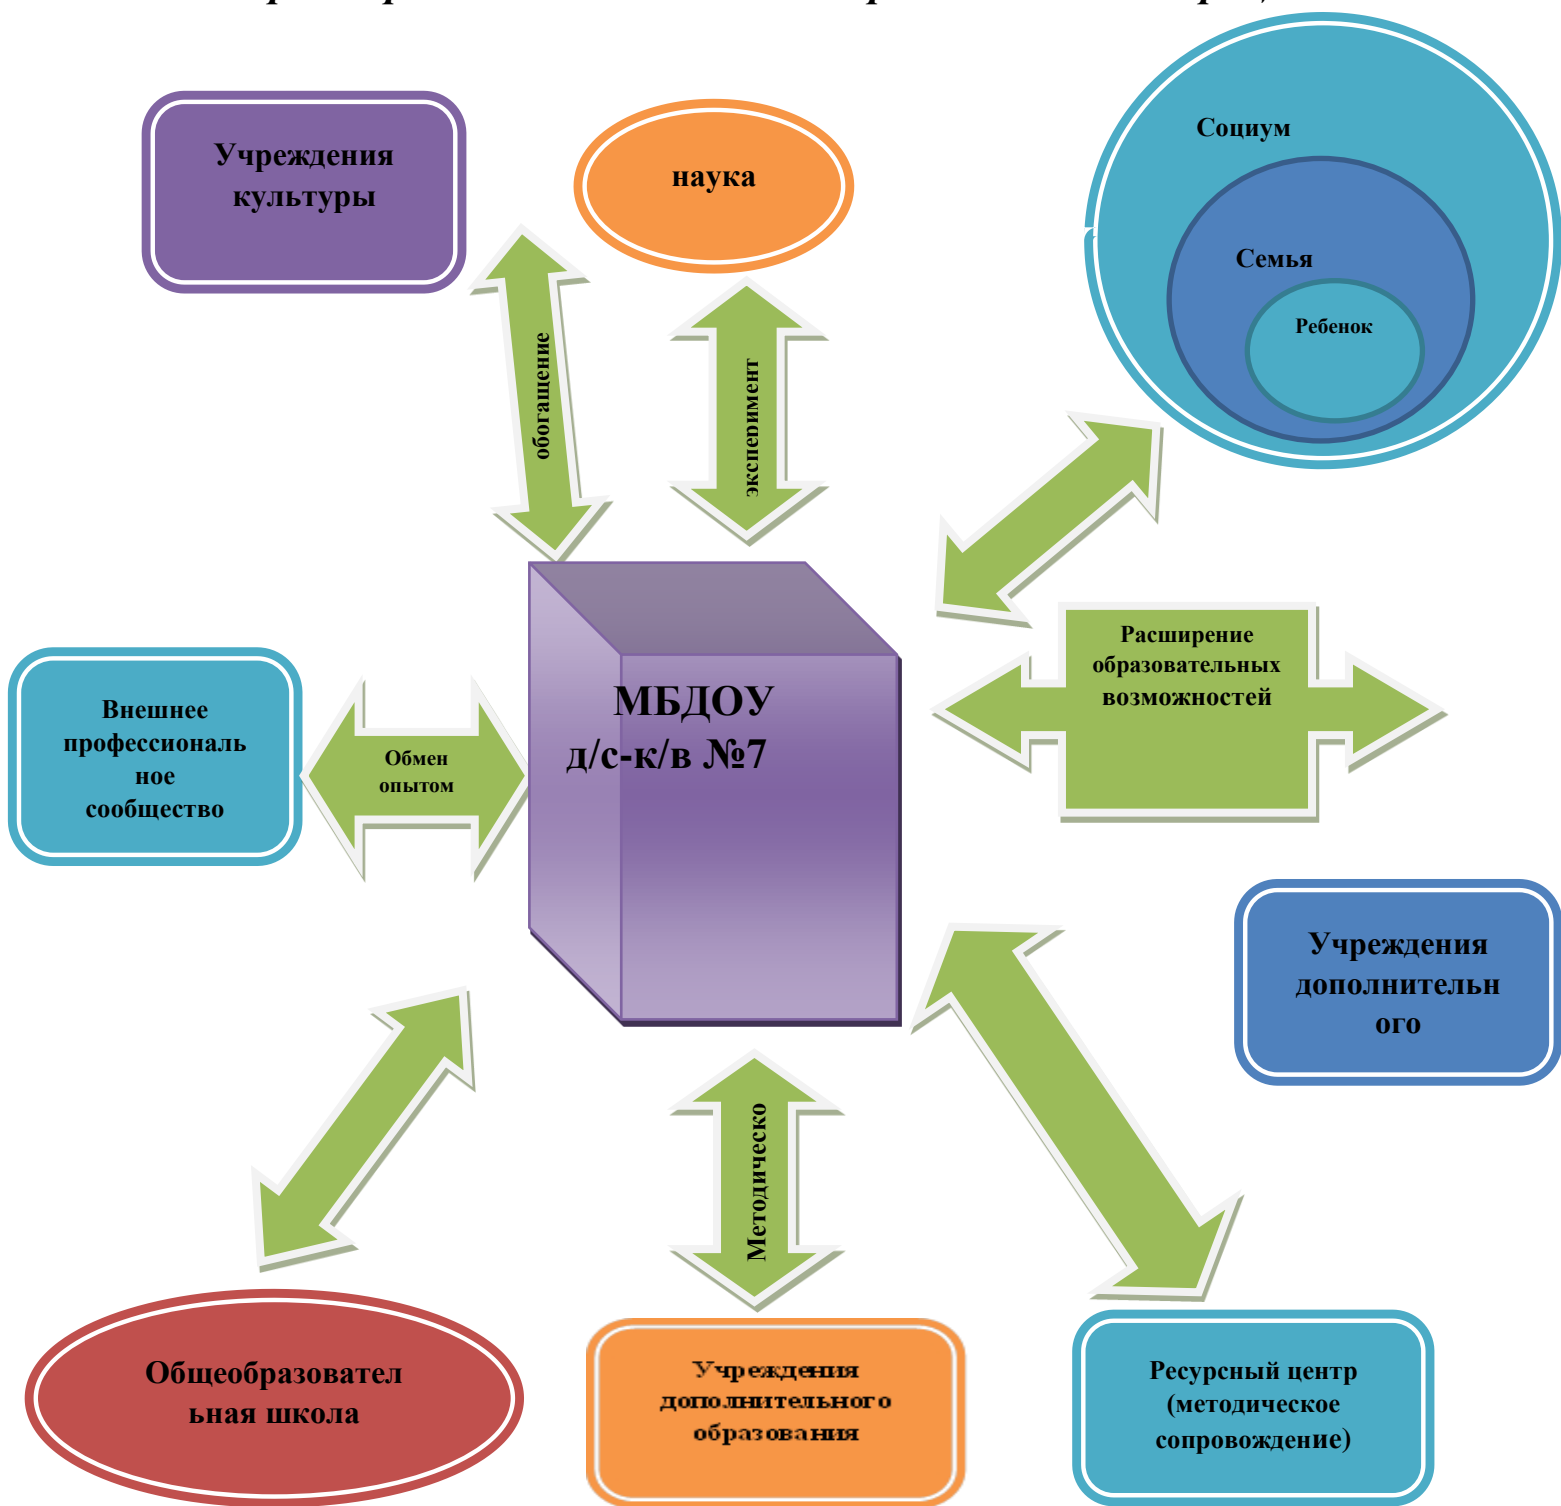 Учреждения
культуры
наука
Социум
Семья
Ребенок
обогащение
эксперимент
Расширение
образовательных
возможностей
МБДОУ
д/с-к/в №7
Внешнее
профессиональ
ное
сообщество
Обмен
опытом
Учреждения
дополнительн
ого
Методическо
Общеобразовател
ьная школа
Учреждения
дополнительного
образования
Ресурсный центр
(методическое
сопровождение)